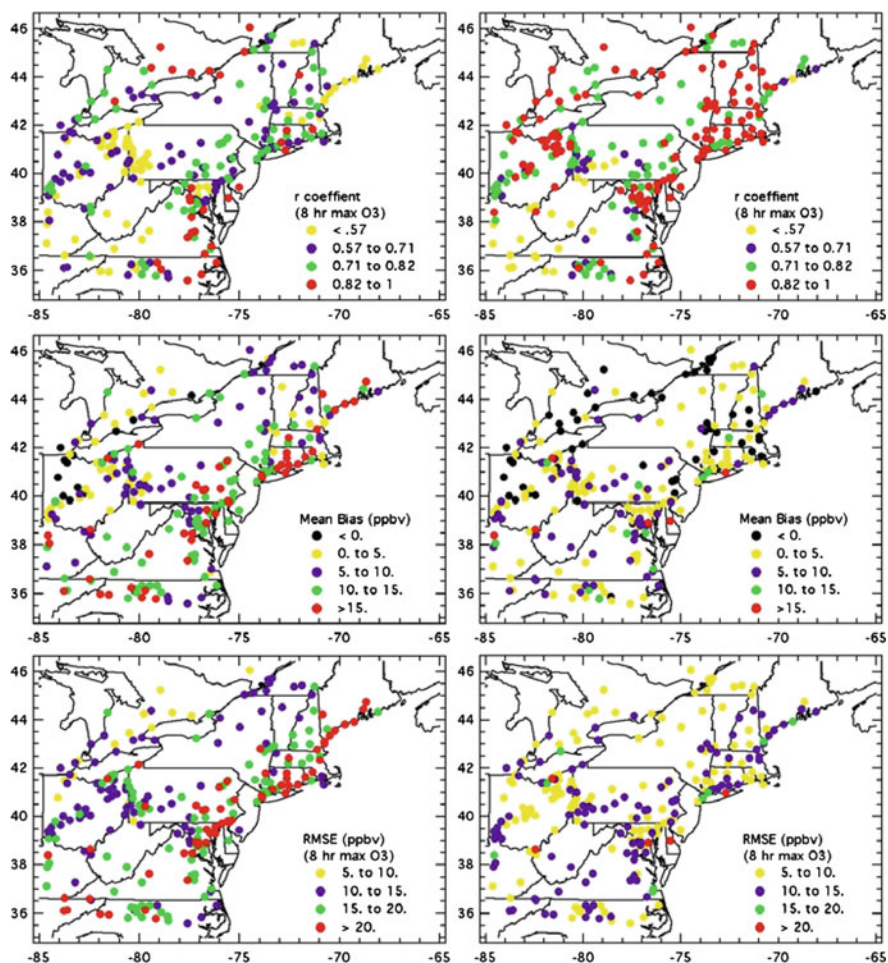 46
44
42
40
38
36
r coeffient
(8 hr max O3)
< .57
0.57 to 0.71
0.71 to 0.82
0.82 to 1
-85 -80 -75 -70 -65
46
44
42
40
38
36
r coeffient
(8 hr max O3)
< .57
0.57 to 0.71
0.71 to 0.82
0.82 to 1
-85 -80 -75 -70 -65
46
44
42
40
38
36
Mean Bias (ppbv)
< 0.
0. to 5.
5. to 10.
10. to 15.
>15.
-85 -80 -75 -70 -65
46
44
42
40
38
36
Mean Bias (ppbv)
< 0.
0. to 5.
5. to 10.
10. to 15.
>15.
-85 -80 -75 -70 -65
46
44
42
40
38
36
RMSE (ppbv)
(8 hr max O3)
5. to 10.
10. to 15.
15. to 20.
> 20.
-85 -80 -75 -70 -65
46
44
42
40
38
36
RMSE (ppbv)
(8 hr max O3)
5. to 10.
10. to 15.
15. to 20.
> 20.
-85 -80 -75 -70 -65